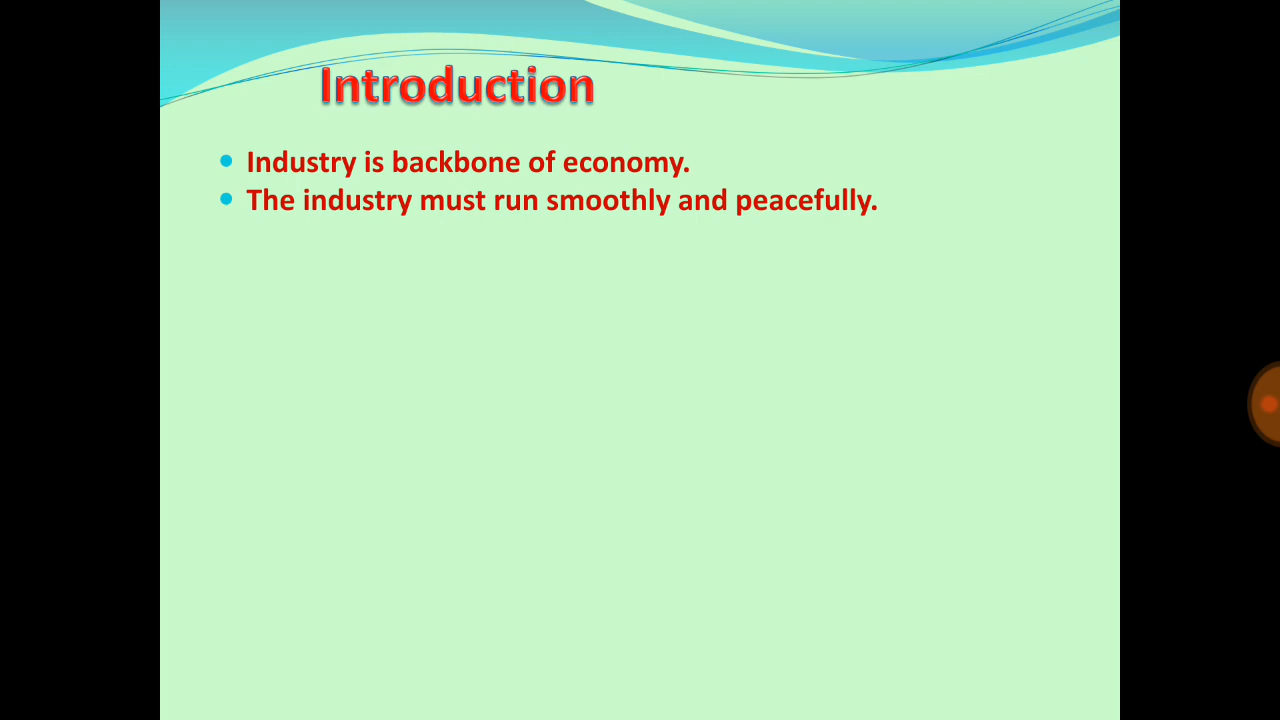 Introduction
Industry is backbone of economy.
The industry must run smoothly and peacefully.